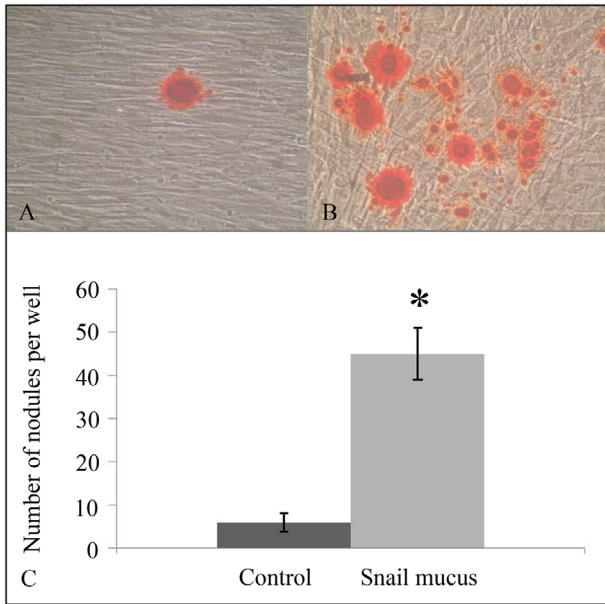 A
B
Number of nodules per well
60
50
40
30
20
10
0
*
Control
Snail mucus
C